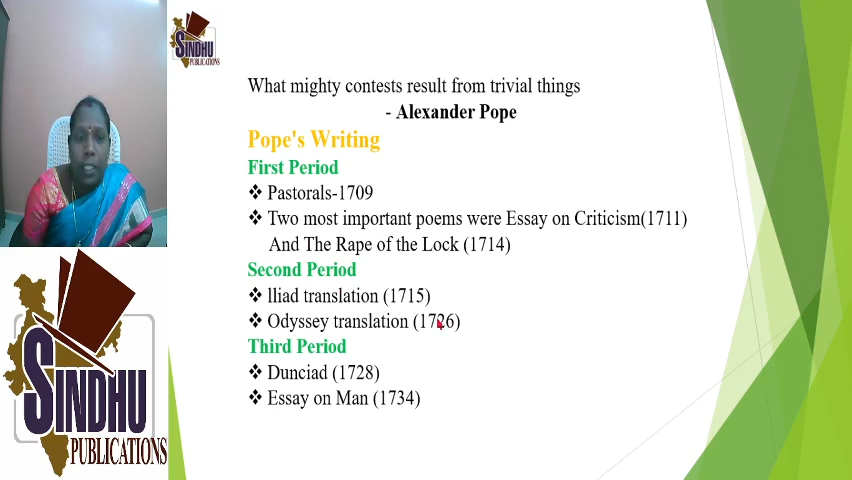 SINDHU
PUBLICATIONS
What mighty contests result from trivial things
- Alexander Pope
Pope's Writing
First Period
❖ Pastorals-1709
❖ Two most important poems were Essay on Criticism(1711)
And The Rape of the Lock (1714)
Second Period
❖ lliad translation (1715)
❖ Odyssey translation (1726)
Third Period
❖ Dunciad (1728)
❖ Essay on Man (1734)
SINDHU
PUBLICATIONS